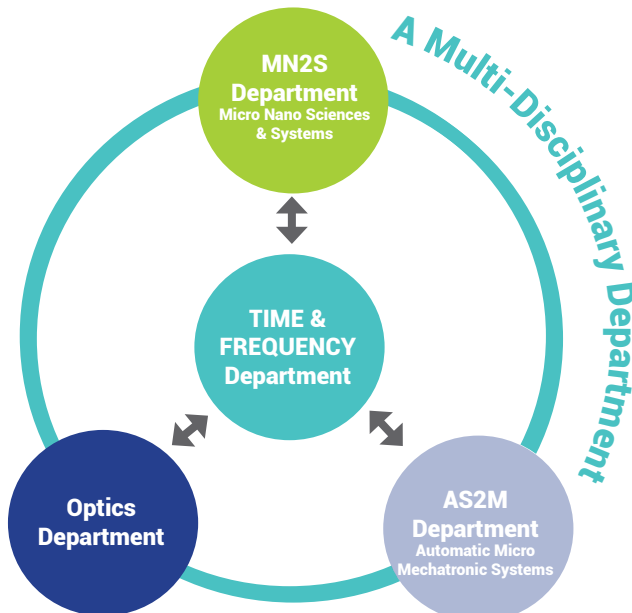 A Multi-Disciplinary Department
MN2S
Department
Micro Nano Sciences
& Systems
TIME &
FREQUENCY
Department
Optics
Department
AS2M
Department
Automatic Micro
Mechatronic Systems